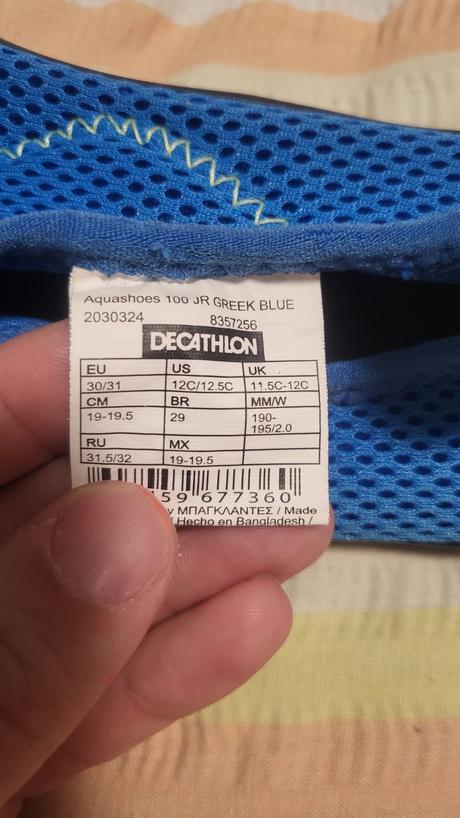 Aquashoes 100 JR GREEK BLUE
2030324 8357256
DECATHLON
EU US UK
30/31 12C/12.5C 11.5C-12C
CM BR MM/W
19-19.5 29 190-195/2.0
RU MX
31.5/32 19-19.5
59 677360
ΜΠΑΓΚΛΑΝΤΕΣ / Made
/ Hecho en Bangladesh /